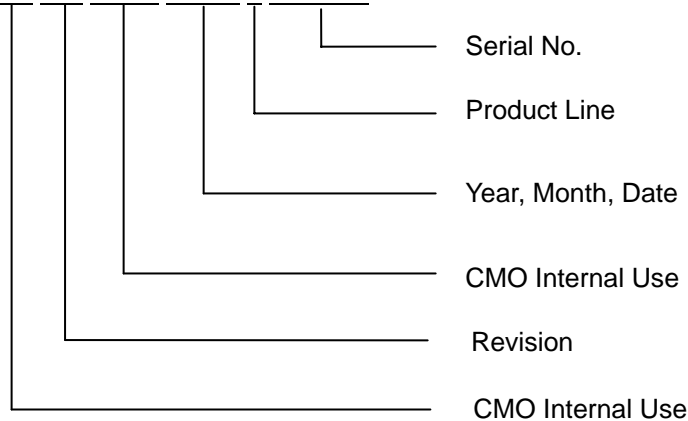 Serial No.
Product Line
Year, Month, Date
CMO Internal Use
Revision
CMO Internal Use